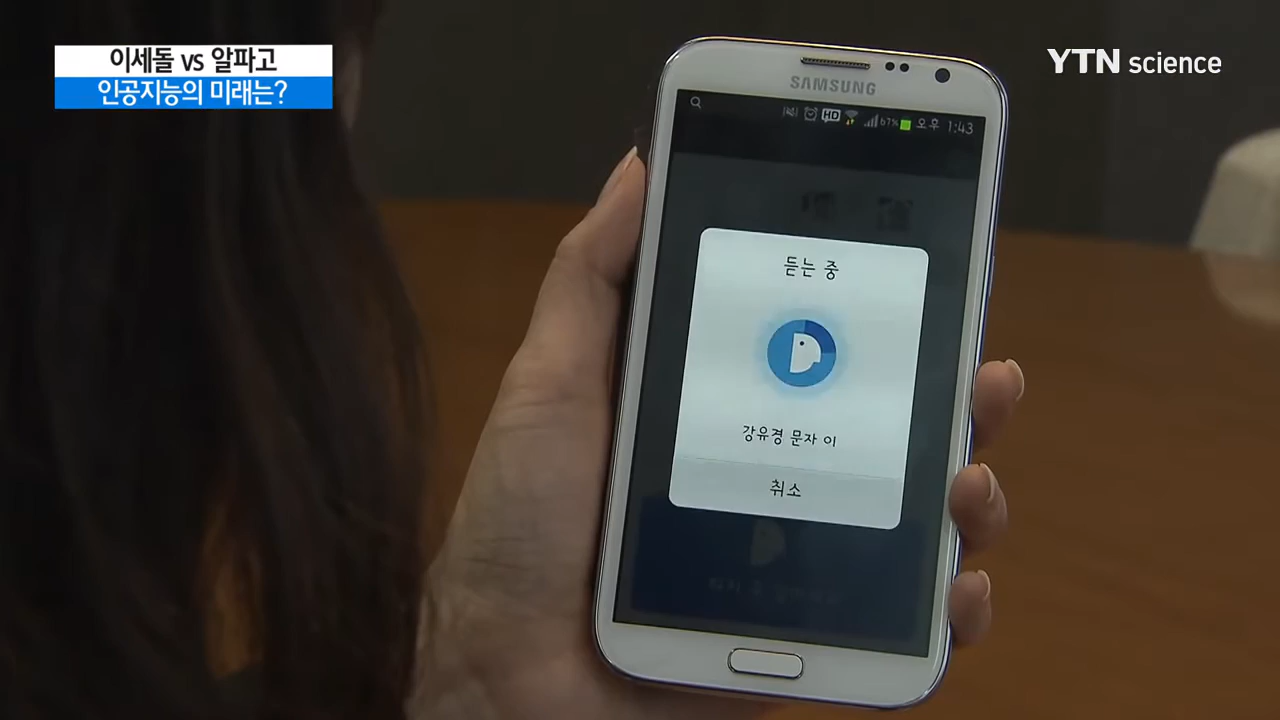 이세돌 vs 알파고
인공지능의 미래는?
YTN science
SAMSUNG
HD 67% 오후 1:43
듣는 중
강유경 문자 이
취소